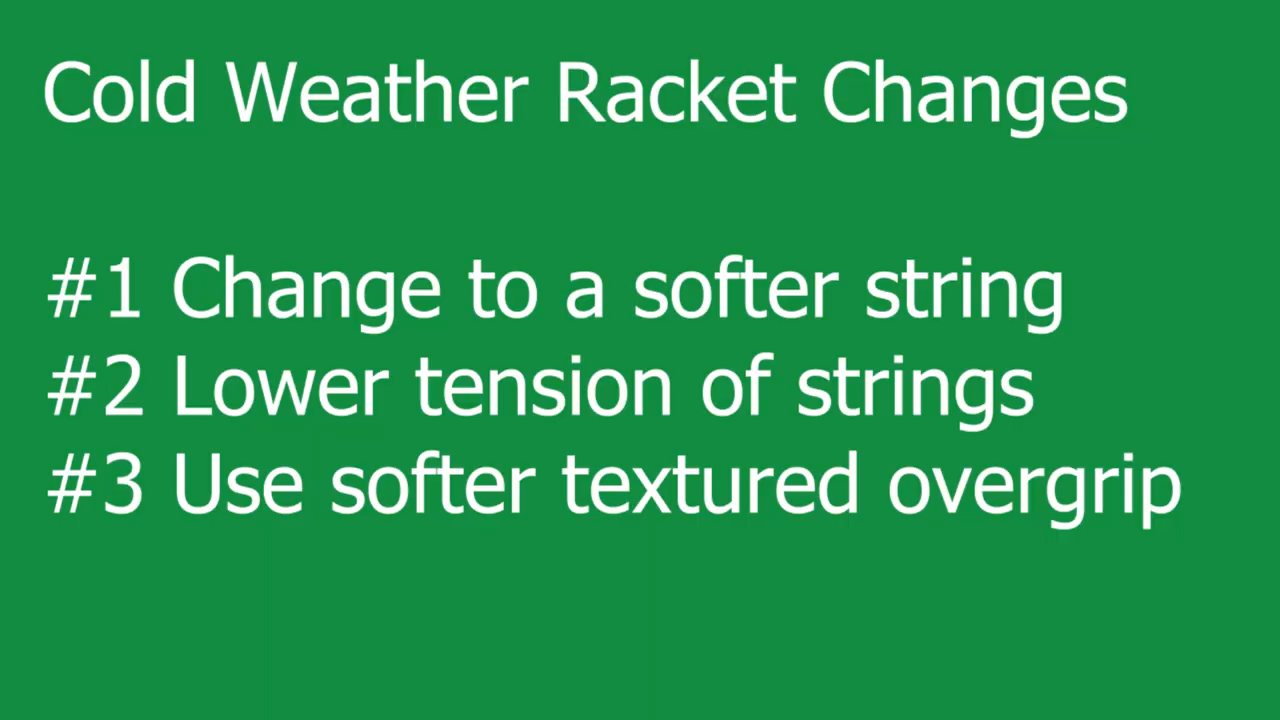 Cold Weather Racket Changes
#1 Change to a softer string
#2 Lower tension of strings
#3 Use softer textured overgrip